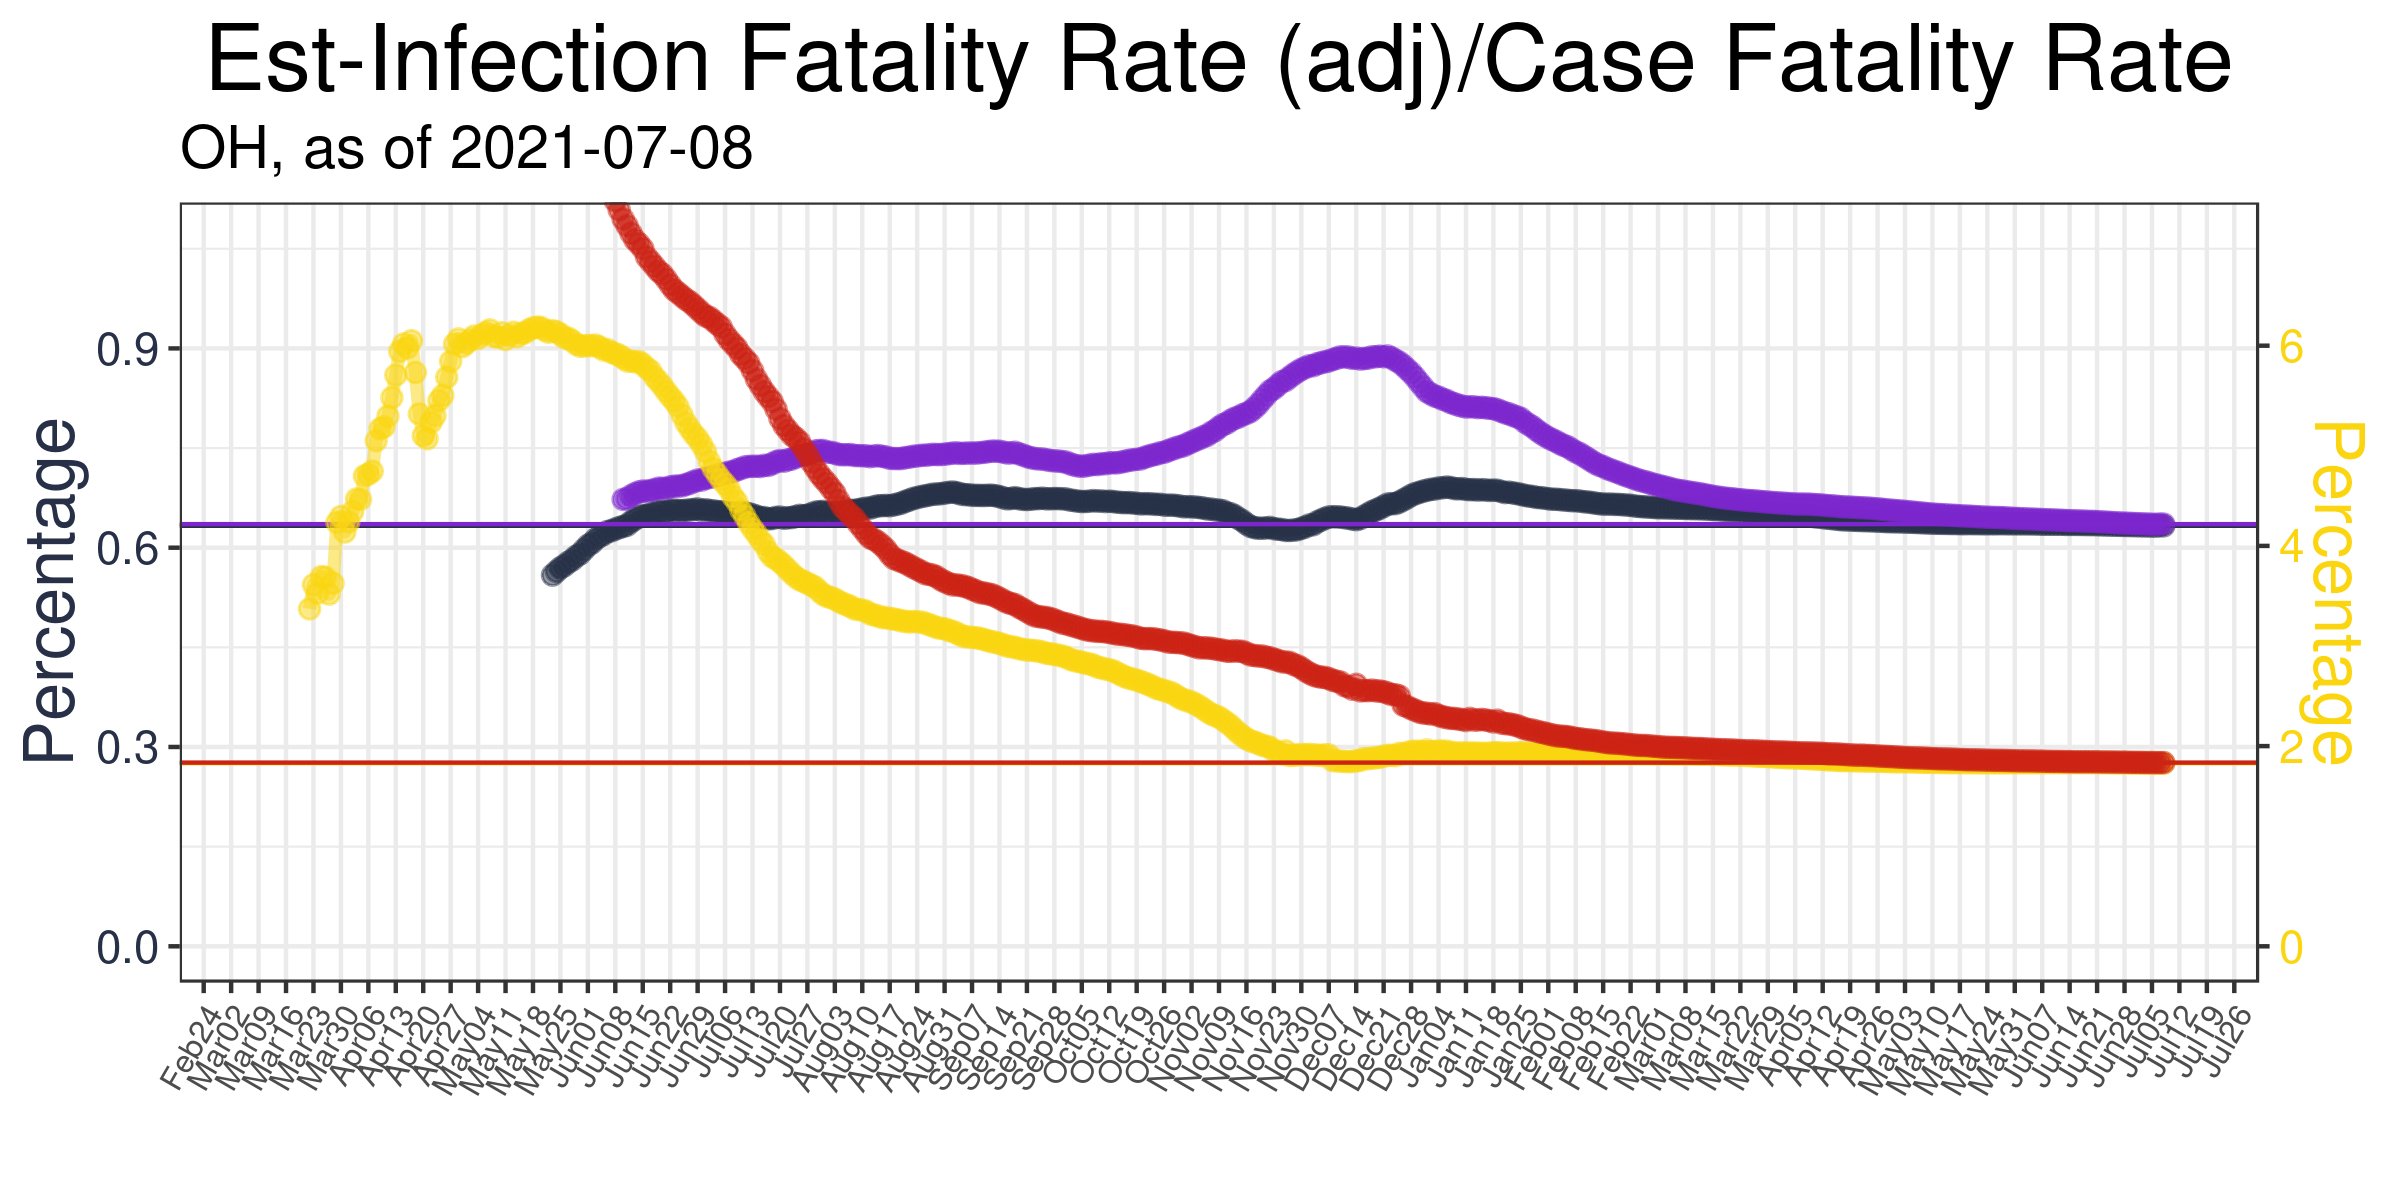 Est-Infection Fatality Rate (adj)/Case Fatality Rate
OH, as of 2021-07-08
Percentage
0.9
0.6
0.3
0.0
6
4
2
0
Percentage
Feb24
Mar02
Mar09
Mar16
Mar23
Mar30
Apr06
Apr13
Apr20
Apr27
May04
May11
May18
May25
Jun01
Jun08
Jun15
Jun22
Jun29
Jul06
Jul13
Jul20
Jul27
Aug03
Aug10
Aug17
Aug24
Aug31
Sep07
Sep14
Sep21
Sep28
Oct05
Oct12
Oct19
Oct26
Nov02
Nov09
Nov16
Nov23
Nov30
Dec07
Dec14
Dec21
Dec28
Jan04
Jan11
Jan18
Jan25
Feb01
Feb08
Feb15
Feb22
Mar01
Mar08
Mar15
Mar22
Mar29
Apr05
Apr12
Apr19
Apr26
May03
May10
May17
May24
May31
Jun07
Jun14
Jun21
Jun28
Jul05
Jul12
Jul19
Jul26